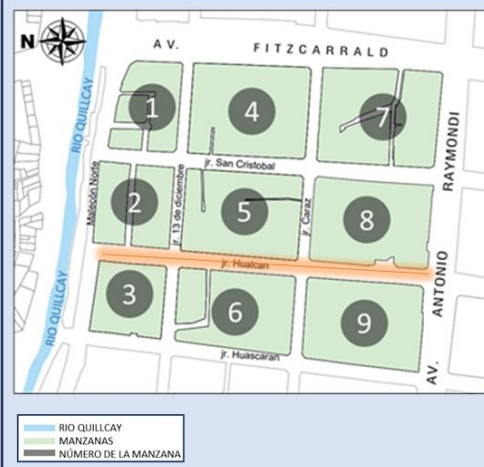 N
AV. FITZCARRALD
RIO QUILLCAY
1
4
7
RAYMONDI
jr. San Cristobal
Malecón Norte
2
jr. 13 de diciembre
5
jr. Caraz
8
jr. Hualcan
ANTONIO
3
6
9
RIO QUILLCAY
jr. Huascaran
AV.
RIO QUILLCAY
MANZANAS
NÚMERO DE LA MANZANA